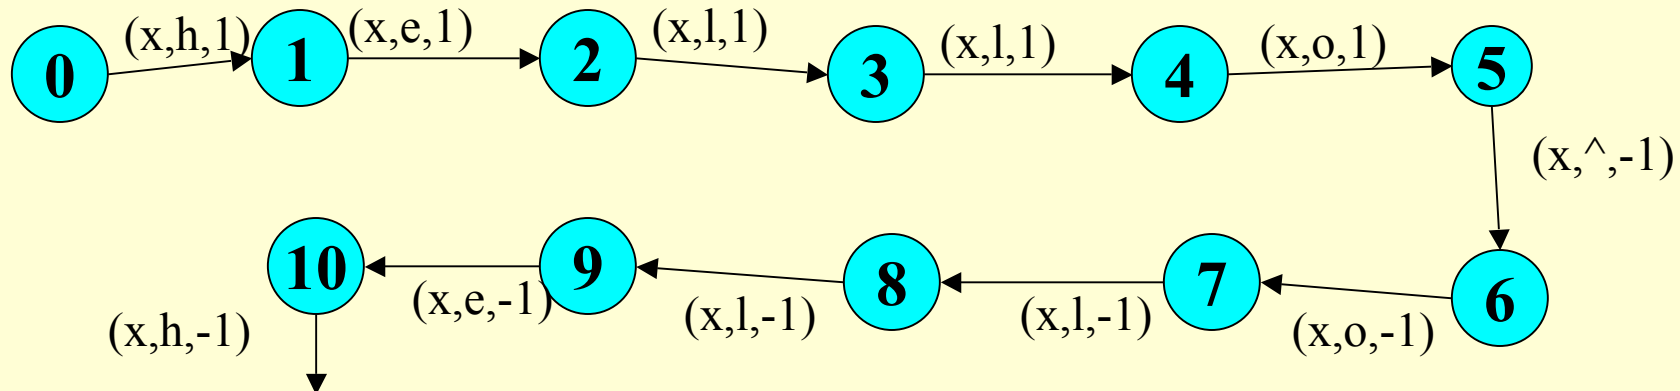 (x,h,1) (x,e,1) (x,l,1) (x,l,1) (x,o,1)
0 1 2 3 4 5
(x,^,-1)
10 9 8 7 6
(x,h,-1) (x,e,-1) (x,l,-1) (x,l,-1) (x,o,-1)